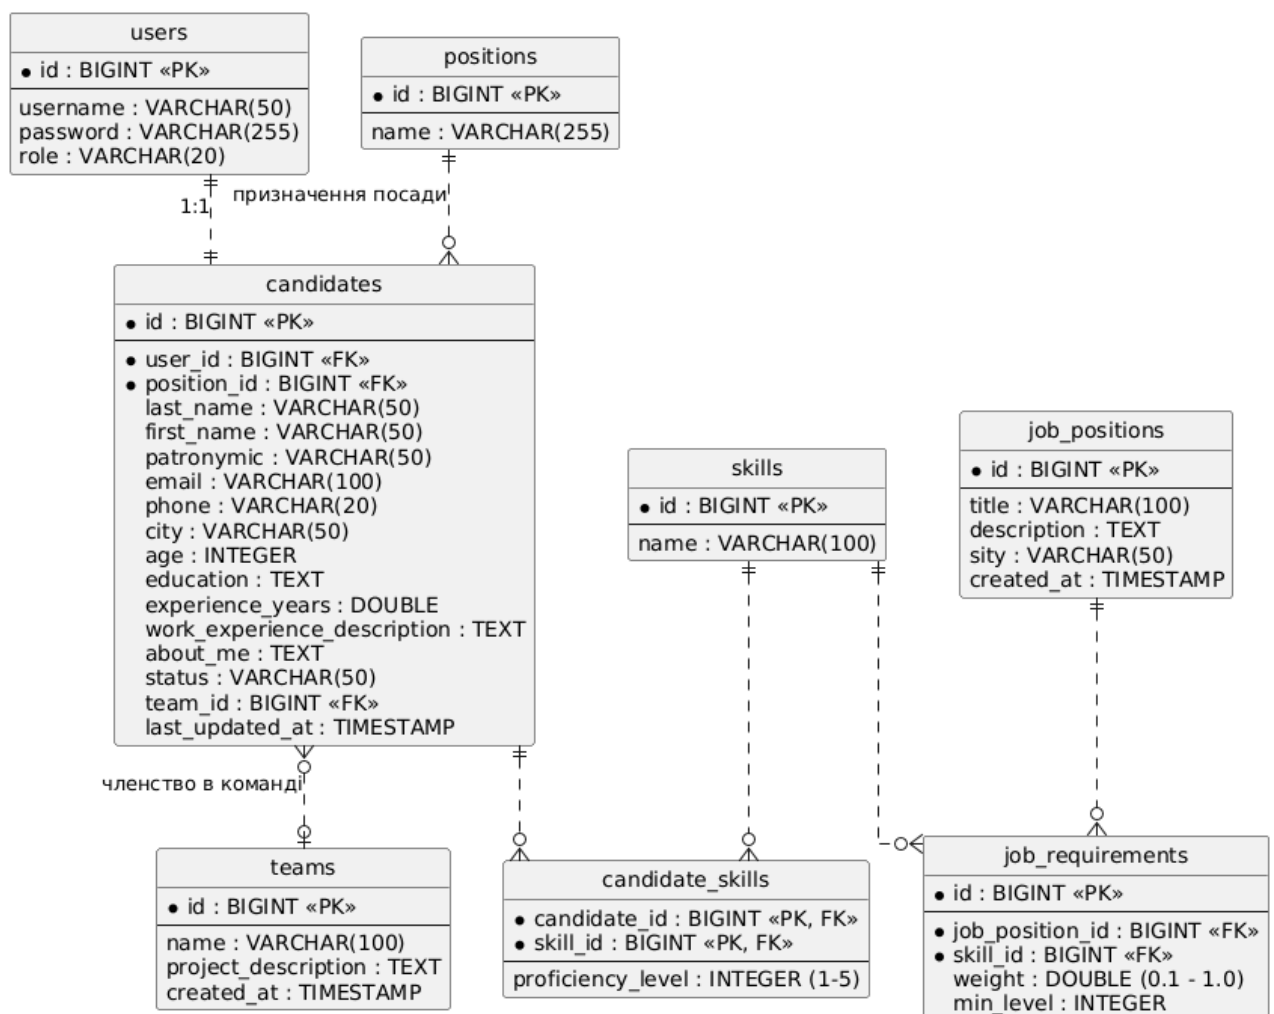 users
id : BIGINT «PK»
username : VARCHAR(50)
password : VARCHAR(255)
role : VARCHAR(20)
positions
id : BIGINT «PK»
name : VARCHAR(255)
1:1
призначення посади
candidates
id : BIGINT «PK»
user_id : BIGINT «FK»
position_id : BIGINT «FK»
last_name : VARCHAR(50)
first_name : VARCHAR(50)
patronymic : VARCHAR(50)
email : VARCHAR(100)
phone : VARCHAR(20)
city : VARCHAR(50)
age : INTEGER
education : TEXT
experience_years : DOUBLE
work_experience_description : TEXT
about_me : TEXT
status : VARCHAR(50)
team_id : BIGINT «FK»
last_updated_at : TIMESTAMP
skills
id : BIGINT «PK»
name : VARCHAR(100)
job_positions
id : BIGINT «PK»
title : VARCHAR(100)
description : TEXT
sity : VARCHAR(50)
created_at : TIMESTAMP
членство в команді
teams
id : BIGINT «PK»
name : VARCHAR(100)
project_description : TEXT
created_at : TIMESTAMP
candidate_skills
candidate_id : BIGINT «PK, FK»
skill_id : BIGINT «PK, FK»
proficiency_level : INTEGER (1-5)
job_requirements
id : BIGINT «PK»
job_position_id : BIGINT «FK»
skill_id : BIGINT «FK»
weight : DOUBLE (0.1 - 1.0)
min_level : INTEGER